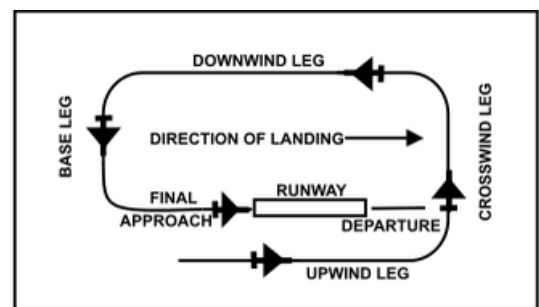 DOWNWIND LEG
BASE LEG
DIRECTION OF LANDING
CROSSWIND LEG
FINAL
APPROACH
RUNWAY
DEPARTURE
UPWIND LEG